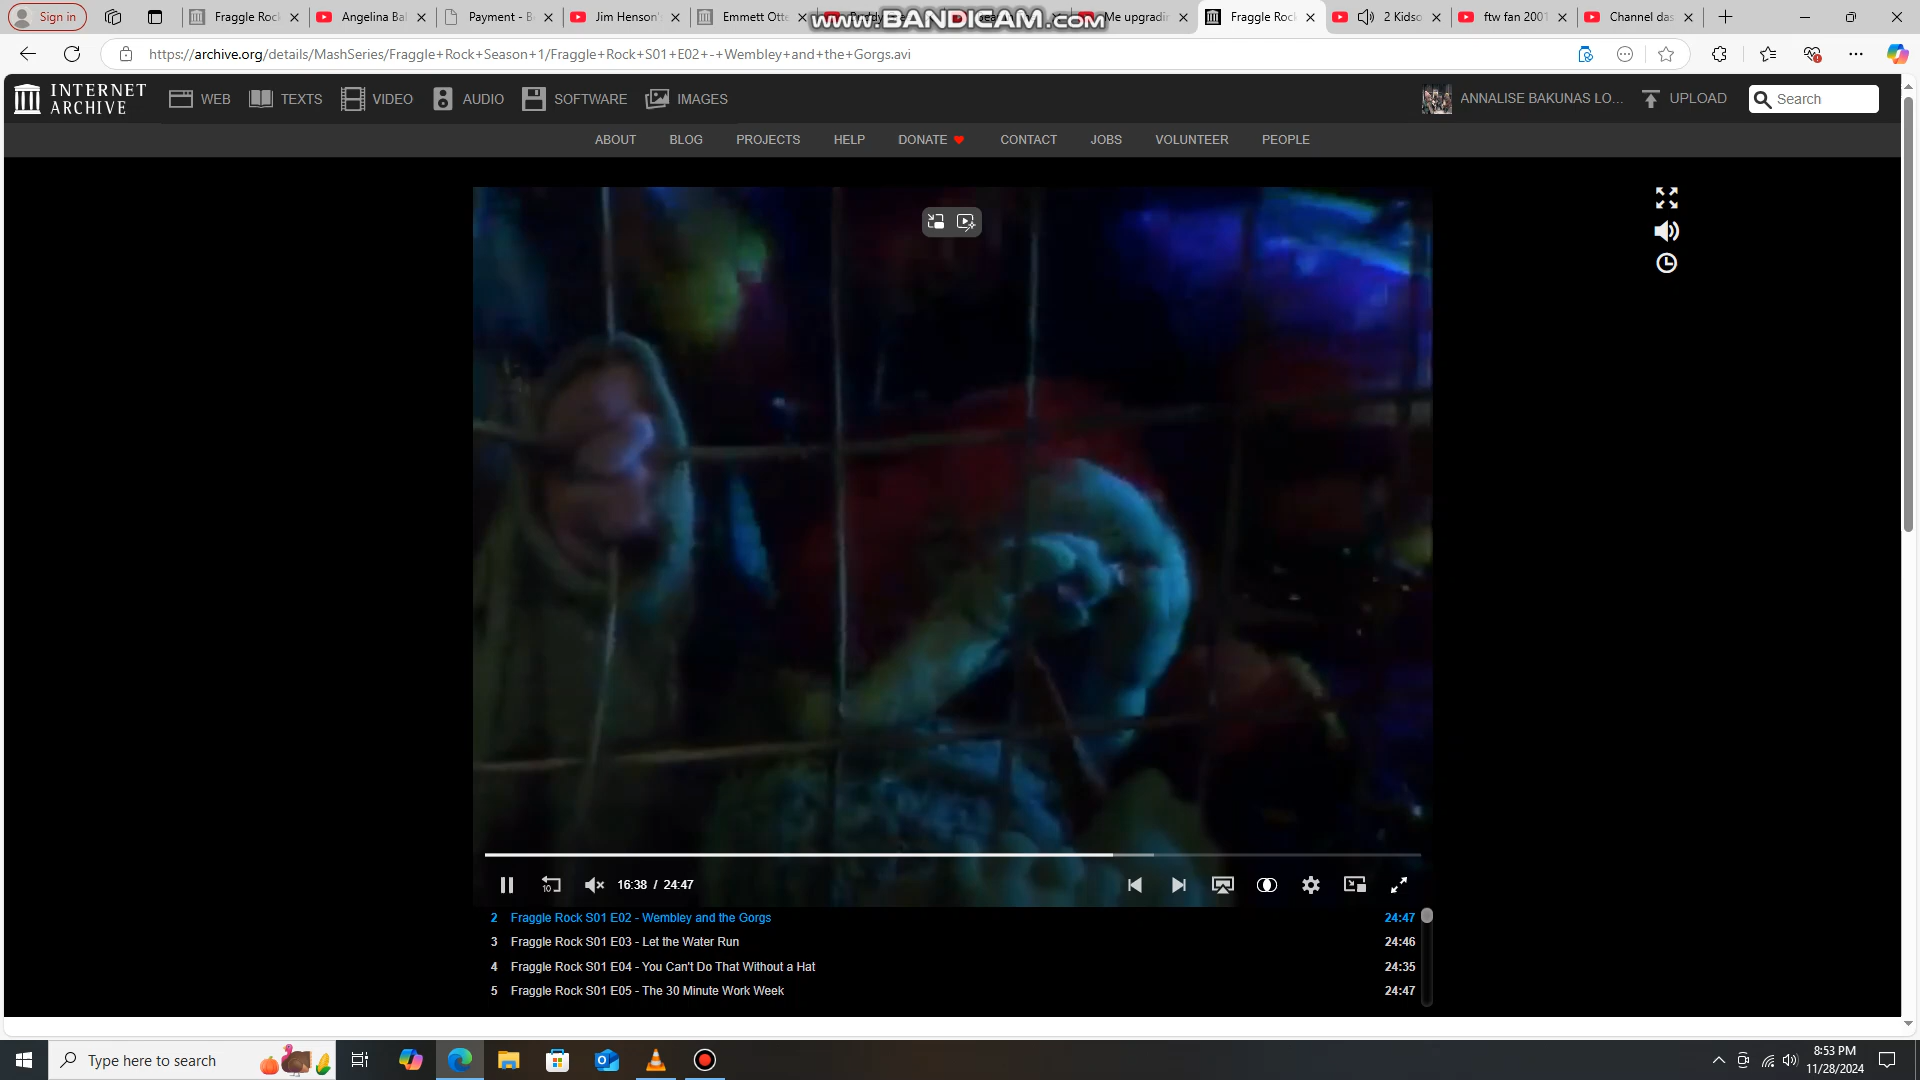 Sign in
Fraggle Roc
Angelina Ba
Payment - B
Jim Henson'
Emmett Otte
www.BANDICAM.com
Me upgradin
Fraggle Roc
2 Kidso
ftw fan 2001
Channel das
https://archive.org/details/MashSeries/Fraggle+Rock+Season+1/Fraggle+Rock+S01+E02+-+Wembley+and+the+Gorgs.avi
INTERNET ARCHIVE
WEB
TEXTS
VIDEO
AUDIO
SOFTWARE
IMAGES
ANNALISE BAKUNAS LO...
UPLOAD
Search
ABOUT
BLOG
PROJECTS
HELP
DONATE
CONTACT
JOBS
VOLUNTEER
PEOPLE
10
16:38 / 24:47
2 Fraggle Rock S01 E02 - Wembley and the Gorgs 24:47
3 Fraggle Rock S01 E03 - Let the Water Run 24:46
4 Fraggle Rock S01 E04 - You Can't Do That Without a Hat 24:35
5 Fraggle Rock S01 E05 - The 30 Minute Work Week 24:47
Type here to search
8:53 PM
11/28/2024